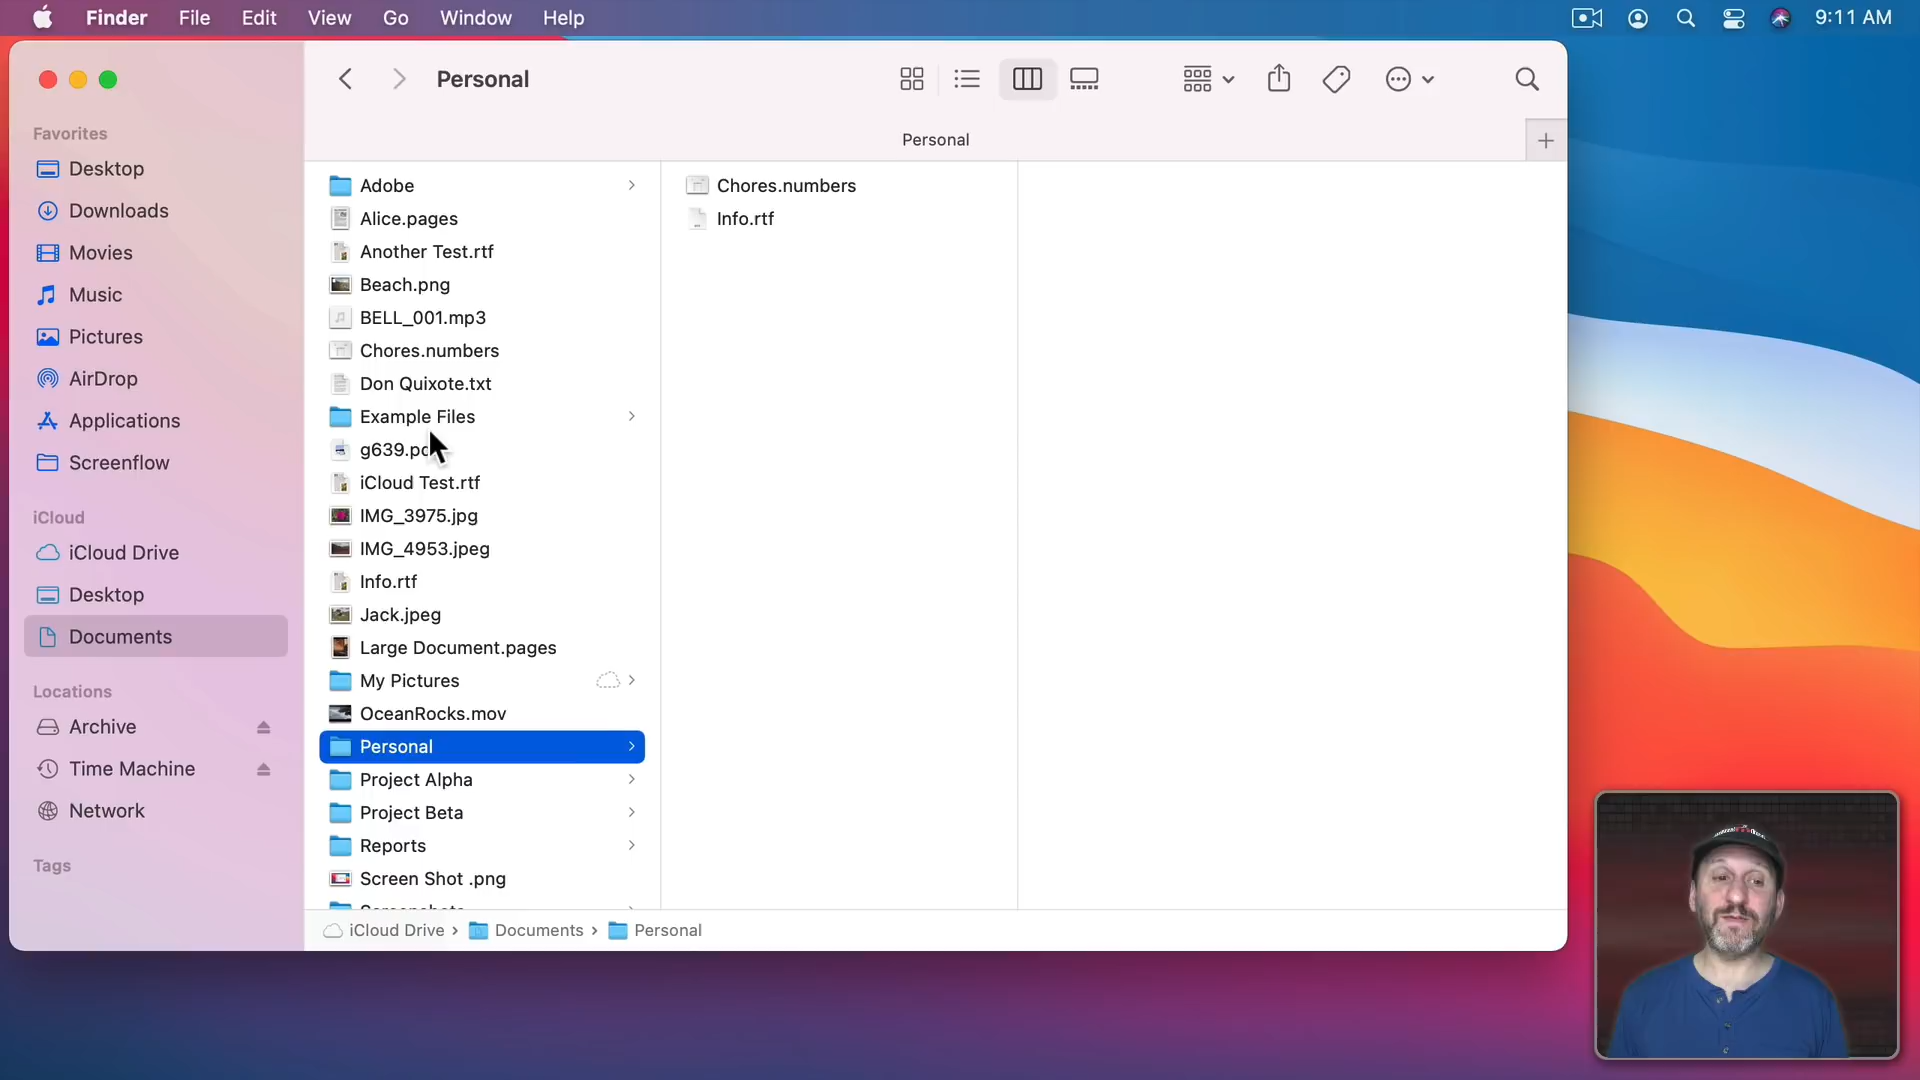 Finder File Edit View Go Window Help 9:11 AM
Personal
Personal
Favorites
Desktop
Downloads
Movies
Music
Pictures
AirDrop
Applications
Screenflow
iCloud
iCloud Drive
Desktop
Documents
Locations
Archive
Time Machine
Network
Tags
Adobe
Alice.pages
Another Test.rtf
Beach.png
BELL_001.mp3
Chores.numbers
Don Quixote.txt
Example Files
iCloud Test.rtf
IMG_3975.jpg
IMG_4953.jpeg
Info.rtf
Jack.jpeg
Large Document.pages
My Pictures
OceanRocks.mov
Personal
Project Alpha
Project Beta
Reports
Screen Shot .png
Chores.numbers
Info.rtf
iCloud Drive › Documents › Personal